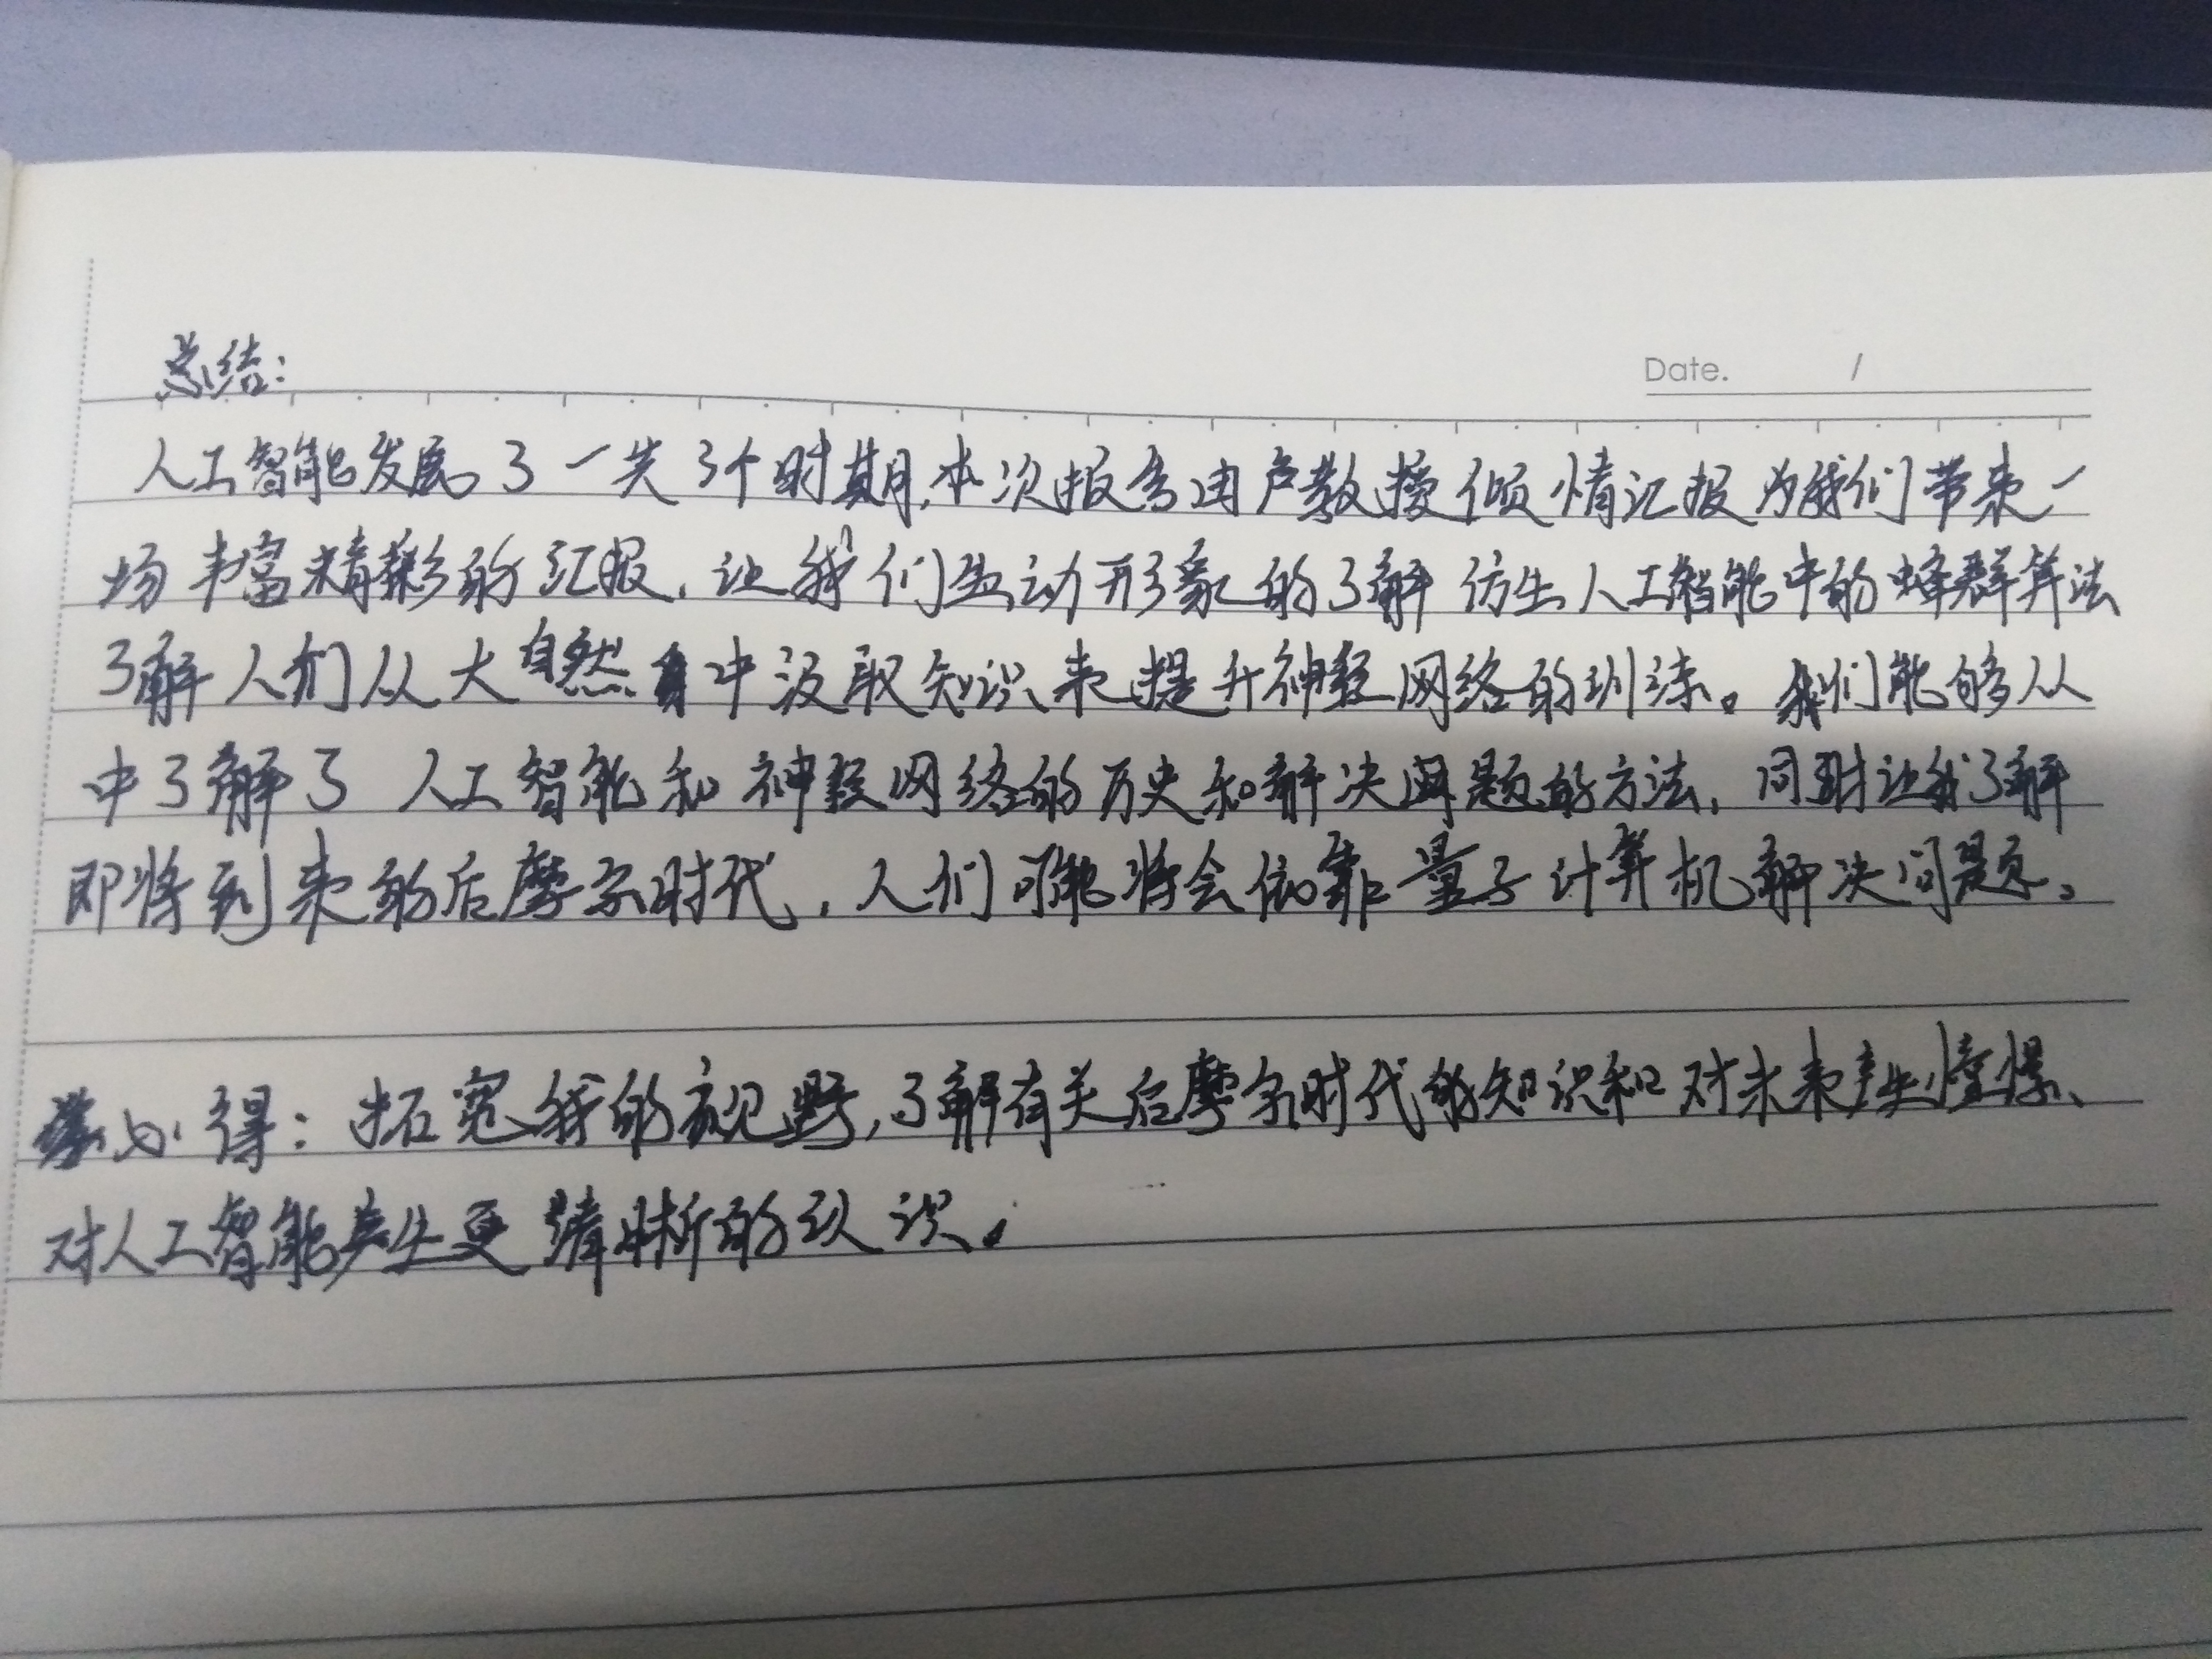 总结:
Date. /
人工智能发展了一共3个时期,本次报告由卢教授倾情汇报为我们带来一
场丰富精彩的汇报,让我们生动形象的了解仿生人工智能中的蜂群算法
了解人们从大自然中汲取知识来提升神经网络的训练。我们能够从
中了解了人工智能和神经网络的历史和解决问题的方法,同时让我了解
即将到来的后摩尔时代,人们可能将会依靠量子计算机解决问题。
心得:拓宽我的视野,了解有关后摩尔时代的知识和对未来产生憧憬、
对人工智能产生更清晰的认识。